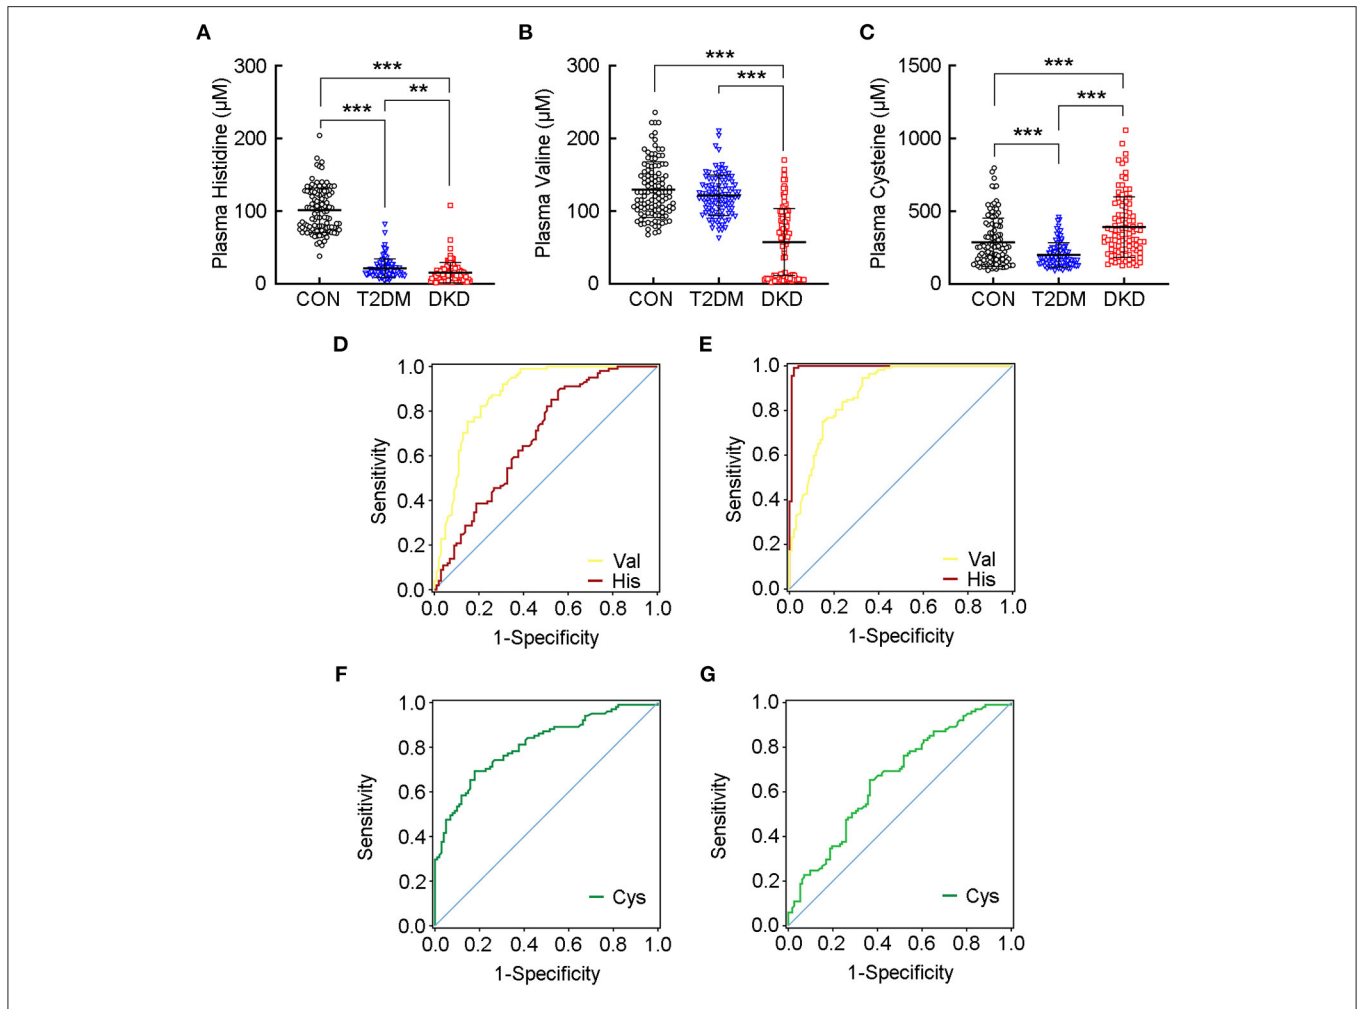 A
B
C
Plasma Histidine (µM)
300
200
100
0
***
***
**
CON T2DM DKD
Plasma Valine (µM)
300
200
100
0
***
***
CON T2DM DKD
Plasma Cysteine (µM)
1500
1000
500
0
***
***
***
CON T2DM DKD
D
Sensitivity
1.0
0.8
0.6
0.4
0.2
0.0
Val
His
0.0 0.2 0.4 0.6 0.8 1.0
1-Specificity
E
Sensitivity
1.0
0.8
0.6
0.4
0.2
0.0
Val
His
0.0 0.2 0.4 0.6 0.8 1.0
1-Specificity
F
Sensitivity
1.0
0.8
0.6
0.4
0.2
0.0
Cys
0.0 0.2 0.4 0.6 0.8 1.0
1-Specificity
G
Sensitivity
1.0
0.8
0.6
0.4
0.2
0.0
Cys
0.0 0.2 0.4 0.6 0.8 1.0
1-Specificity